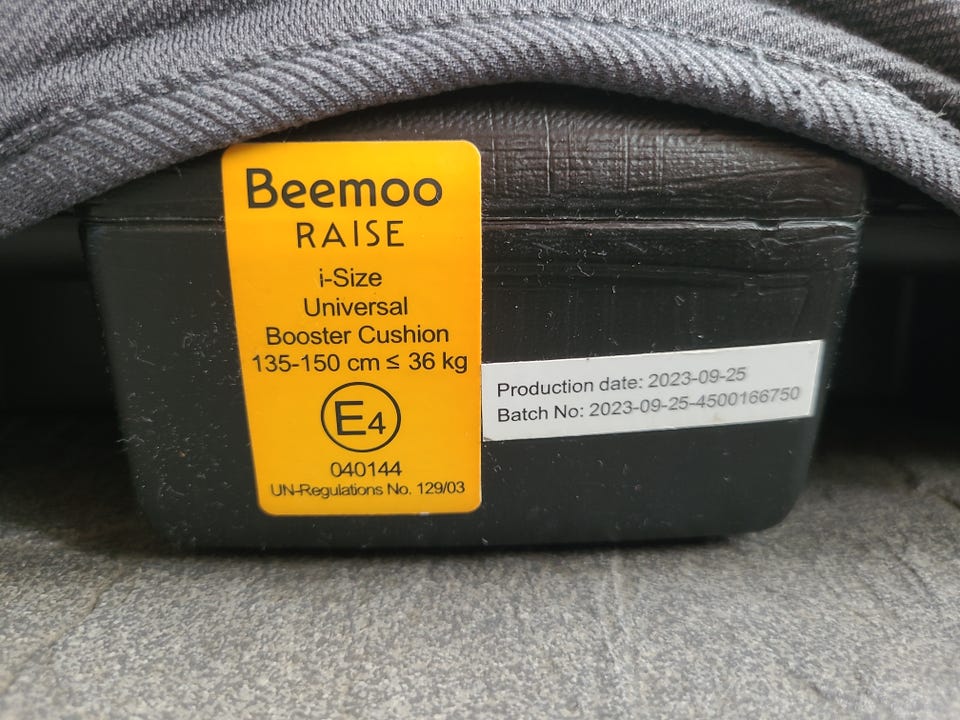 Beemoo
RAISE
i-Size
Universal
Booster Cushion
135-150 cm ≤ 36 kg
E4
040144
UN-Regulations No. 129/03
Production date: 2023-09-25
Batch No: 2023-09-25-4500166750